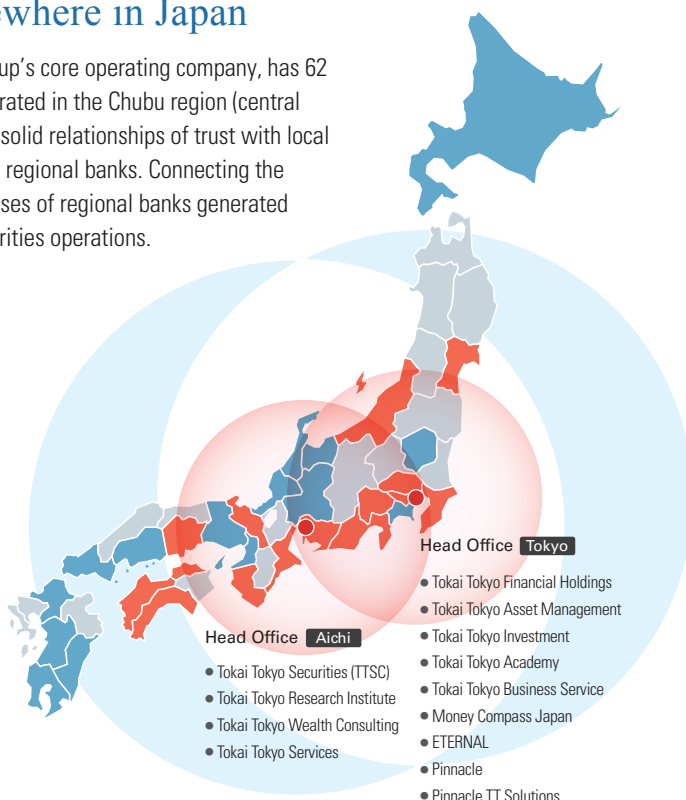 where in Japan
up's core operating company, has 62
rated in the Chubu region (central
solid relationships of trust with local
regional banks. Connecting the
ses of regional banks generated
rities operations.
Head Office Tokyo
• Tokai Tokyo Financial Holdings
• Tokai Tokyo Asset Management
• Tokai Tokyo Investment
• Tokai Tokyo Academy
• Tokai Tokyo Business Service
• Money Compass Japan
• ETERNAL
• Pinnacle
• Pinnacle TT Solutions
Head Office Aichi
• Tokai Tokyo Securities (TTSC)
• Tokai Tokyo Research Institute
• Tokai Tokyo Wealth Consulting
• Tokai Tokyo Services